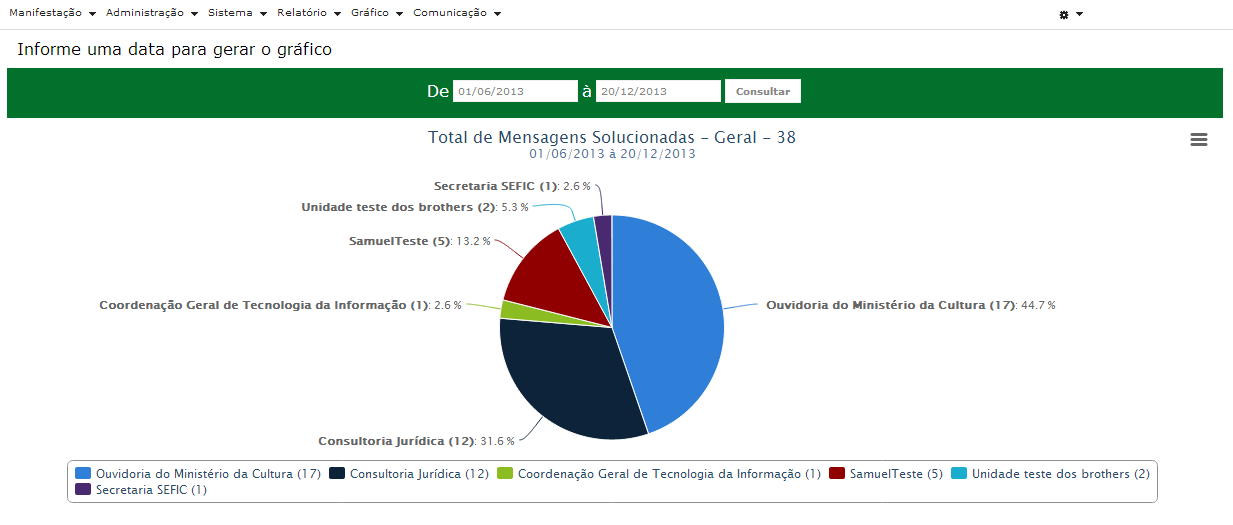 Manifestação Administração Sistema Relatório Gráfico Comunicação
Informe uma data para gerar o gráfico
De 01/06/2013 à 20/12/2013 Consultar
Total de Mensagens Solucionadas - Geral - 38
01/06/2013 à 20/12/2013
Secretaria SEFIC (1): 2.6 %
Unidade teste dos brothers (2): 5.3 %
SamuelTeste (5): 13.2 %
Coordenação Geral de Tecnologia da Informação (1): 2.6 %
Ouvidoria do Ministério da Cultura (17): 44.7 %
Consultoria Jurídica (12): 31.6 %
Ouvidoria do Ministério da Cultura (17) Consultoria Jurídica (12) Coordenação Geral de Tecnologia da Informação (1) SamuelTeste (5) Unidade teste dos brothers (2)
Secretaria SEFIC (1)